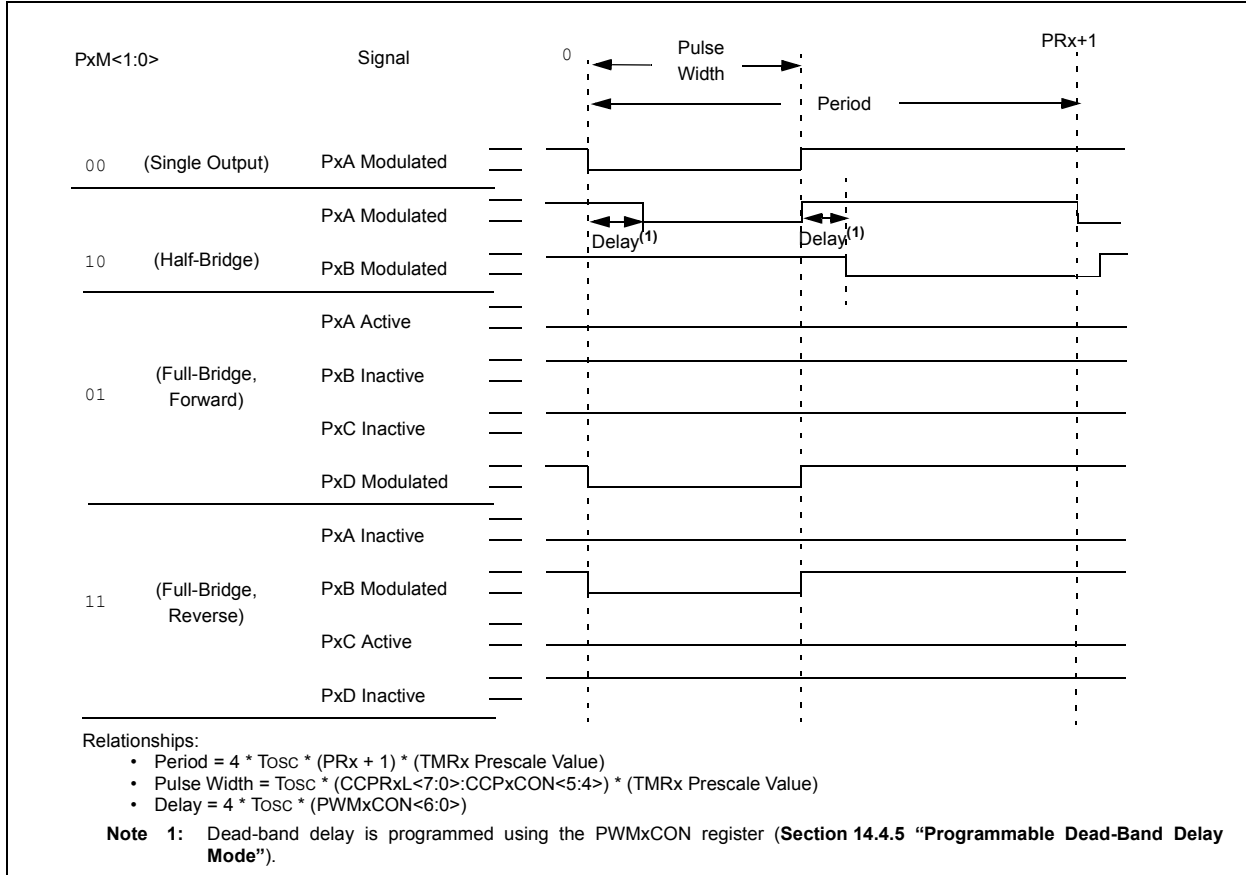 PxM<1:0>
Signal
0
Pulse
Width
PRx+1
Period
00 (Single Output) PxA Modulated
PxA Modulated
Delay(1) Delay(1)
10 (Half-Bridge) PxB Modulated
PxA Active
(Full-Bridge,
Forward)
PxB Inactive
01
PxC Inactive
PxD Modulated
PxA Inactive
(Full-Bridge,
Reverse)
PxB Modulated
11
PxC Active
PxD Inactive
Relationships:
• Period = 4 * TOSC * (PRx + 1) * (TMRx Prescale Value)
• Pulse Width = TOSC * (CCPRxL<7:0>:CCPxCON<5:4>) * (TMRx Prescale Value)
• Delay = 4 * TOSC * (PWMxCON<6:0>)
Note 1: Dead-band delay is programmed using the PWMxCON register (Section 14.4.5 “Programmable Dead-Band Delay
Mode”).